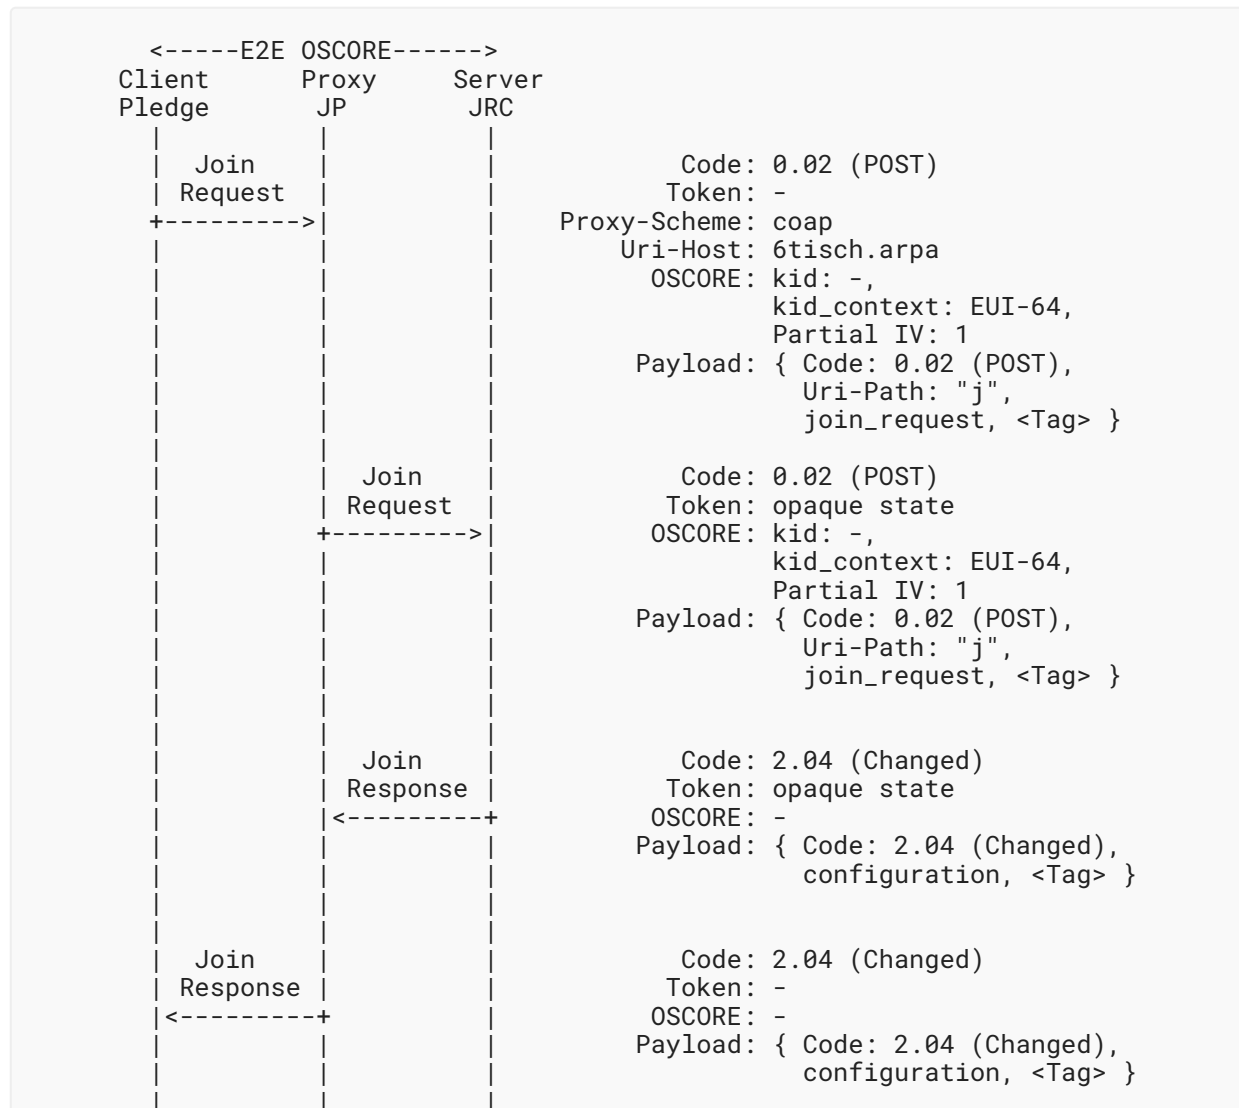 <-----E2E OSCORE------>
Client      Proxy     Server
Pledge       JP        JRC
Join                            Code: 0.02 (POST)
Request                         Token: -
+--------->|           |    Proxy-Scheme: coap
Uri-Host: 6tisch.arpa
OSCORE: kid: -,
kid_context: EUI-64,
Partial IV: 1
Payload: { Code: 0.02 (POST),
Uri-Path: "j",
join_request, <Tag> }
Join                 Code: 0.02 (POST)
Request              Token: opaque state
+--------->|         OSCORE: kid: -,
kid_context: EUI-64,
Partial IV: 1
Payload: { Code: 0.02 (POST),
Uri-Path: "j",
join_request, <Tag> }
Join                 Code: 2.04 (Changed)
Response             Token: opaque state
|<---------+         OSCORE: -
Payload: { Code: 2.04 (Changed),
configuration, <Tag> }
Join                            Code: 2.04 (Changed)
Response                        Token: -
|<---------+          |         OSCORE: -
Payload: { Code: 2.04 (Changed),
configuration, <Tag> }